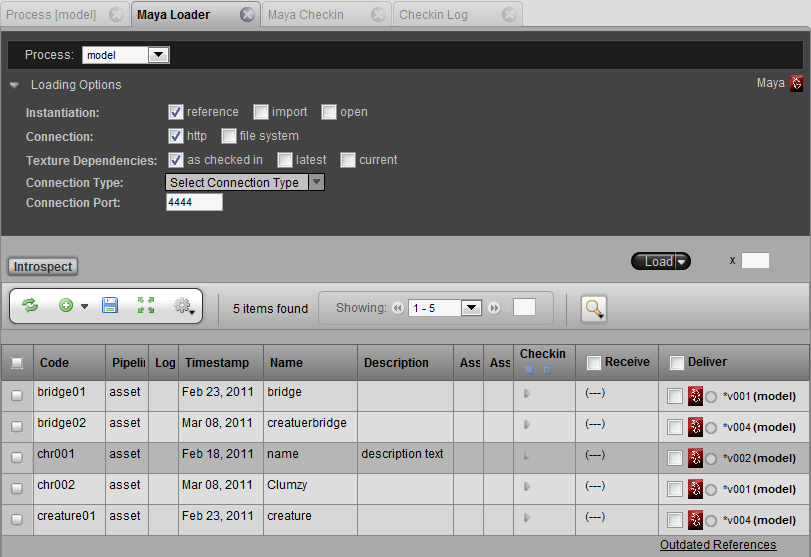 Process [model] Maya Loader Maya Checkin Checkin Log
Process: model
Loading Options Maya
Instantiation: reference import open
Connection: http file system
Texture Dependencies: as checked in latest current
Connection Type: Select Connection Type
Connection Port: 4444
Introspect Load x
5 items found Showing: 1 - 5
Code Pipelin Log Timestamp Name Description Ass Ass Checkin Receive Deliver
bridge01 asset Feb 23, 2011 bridge (---) *v001 (model)
bridge02 asset Mar 08, 2011 creatuerbridge (---) *v004 (model)
chr001 asset Feb 18, 2011 name description text (---) *v002 (model)
chr002 asset Mar 08, 2011 Clumzy (---) *v001 (model)
creature01 asset Feb 23, 2011 creature (---) *v004 (model)
Outdated References